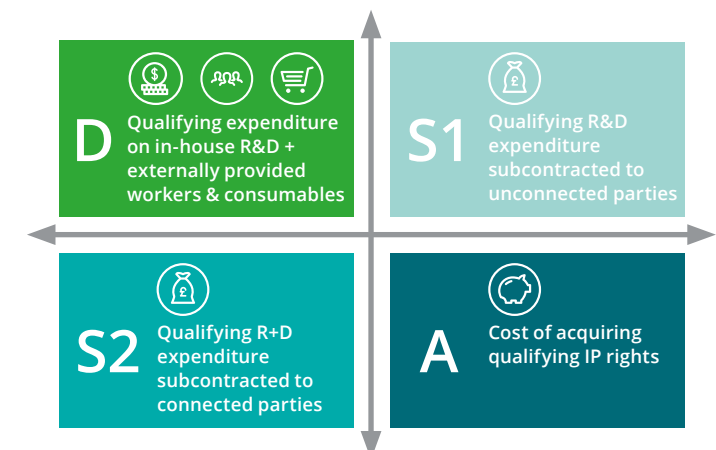 D
Qualifying expenditure
on in-house R&D +
externally provided
workers & consumables
S1
Qualifying R&D
expenditure
subcontracted to
unconnected parties
S2
Qualifying R+D
expenditure
subcontracted to
connected parties
A
Cost of acquiring
qualifying IP rights
$
£
£